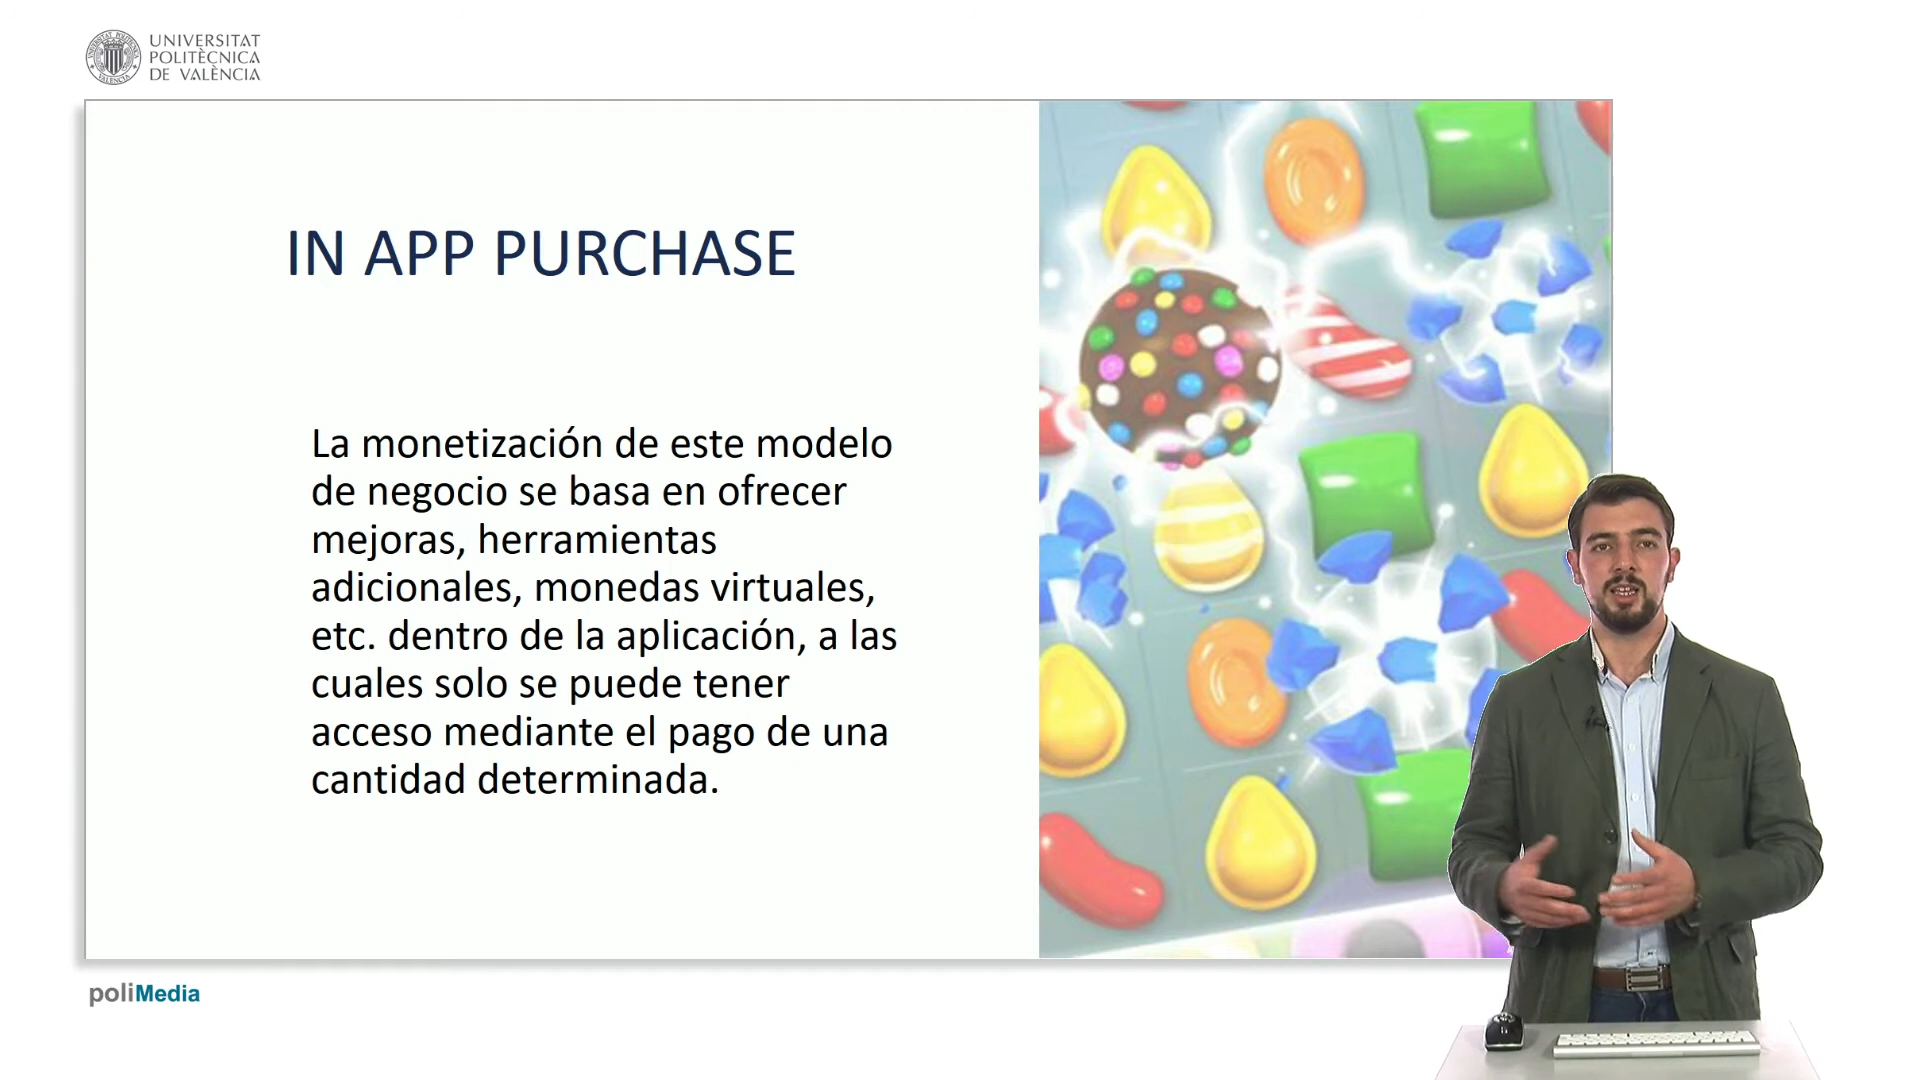 UNIVERSITAT
POLITÈCNICA
DE VALÈNCIA
IN APP PURCHASE
La monetización de este modelo
de negocio se basa en ofrecer
mejoras, herramientas
adicionales, monedas virtuales,
etc. dentro de la aplicación, a las
cuales solo se puede tener
acceso mediante el pago de una
cantidad determinada.
poliMedia